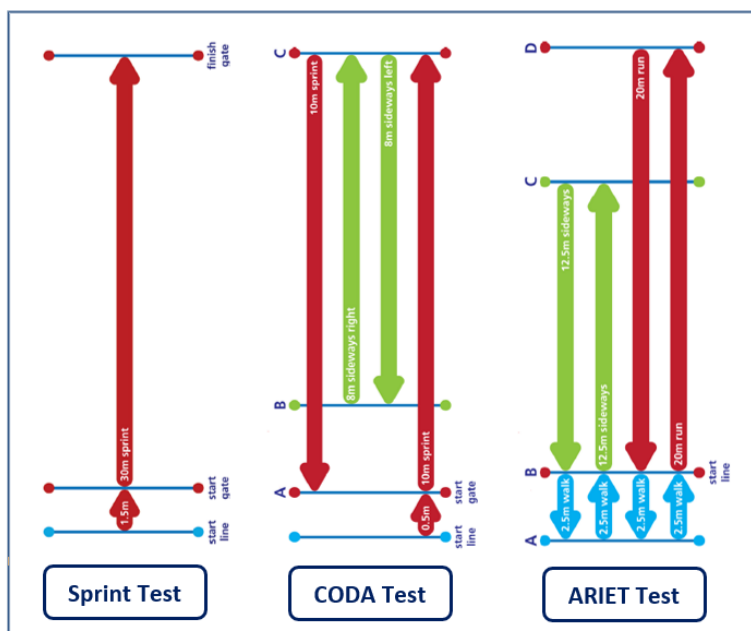 finish
gate
30m sprint
start
gate
1.5m
start
line
Sprint Test
C
10m sprint
8m sideways right
8m sideways left
10m sprint
B
A
start
gate
0.5m
start
line
CODA Test
D
20m run
C
12.5m sideways
12.5m sideways
20m run
B
start
line
2.5m walk
2.5m walk
2.5m walk
2.5m walk
A
ARIET Test